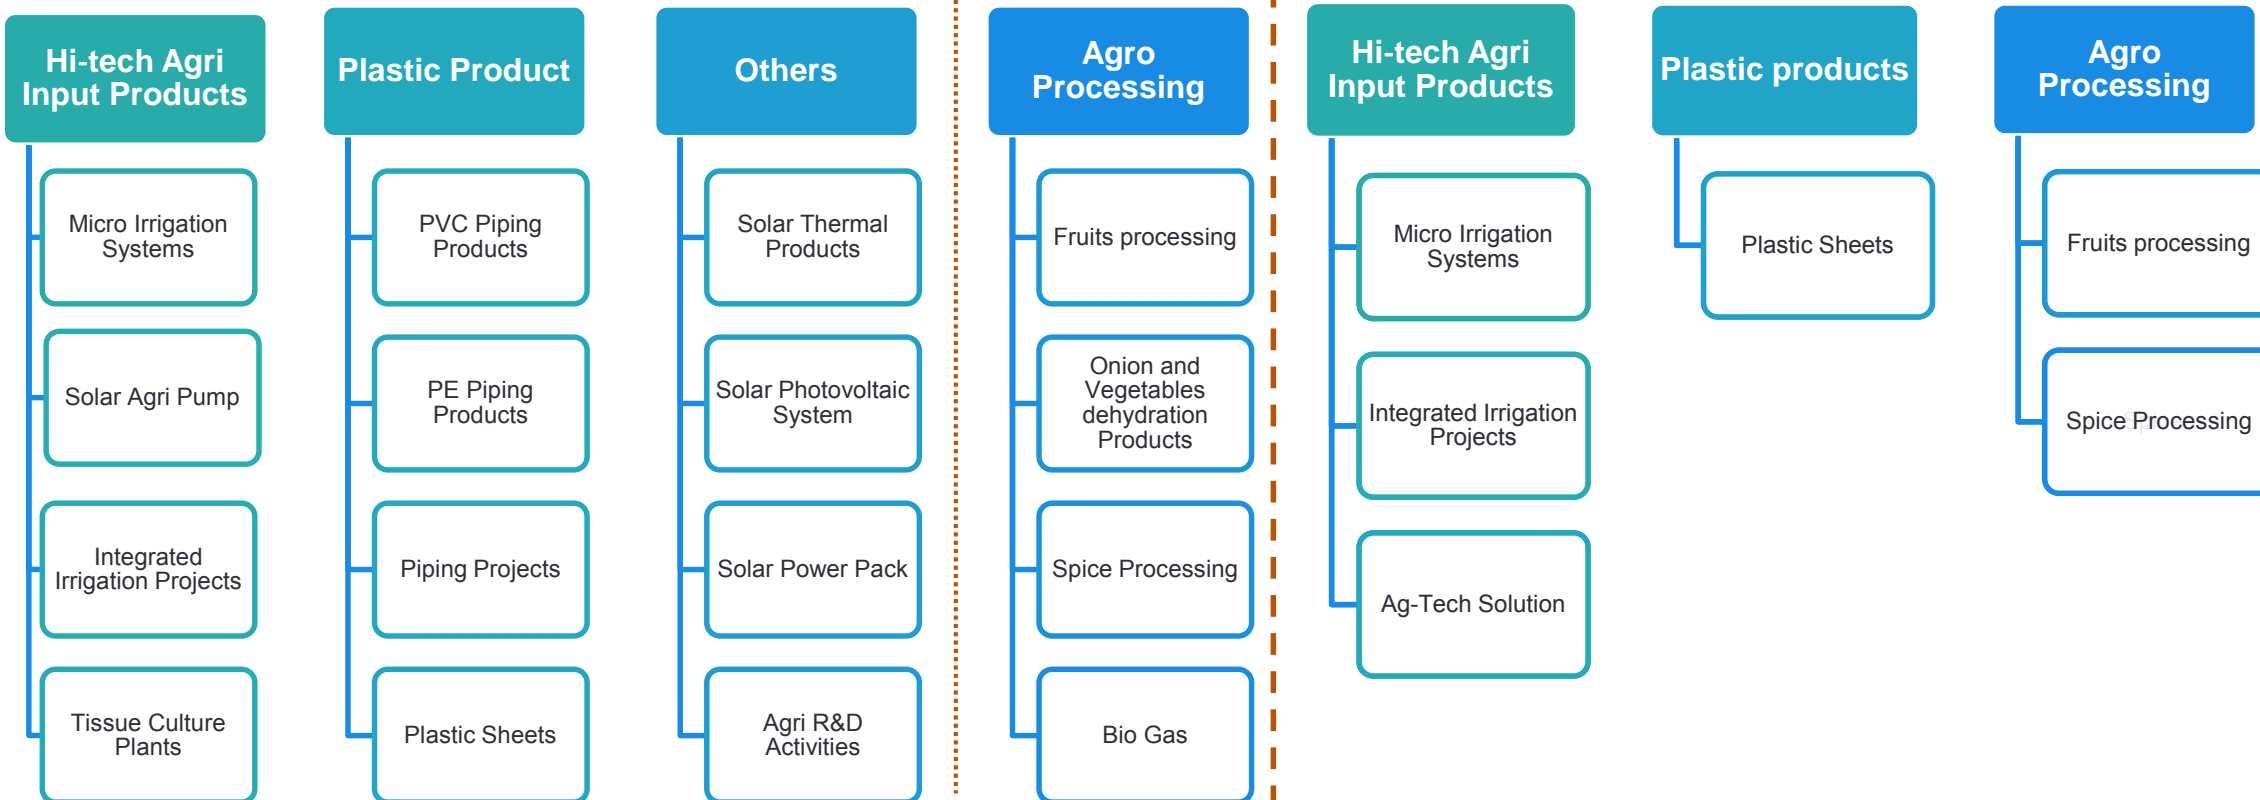 Hi-tech Agri
Input Products
Micro Irrigation
Systems
Solar Agri Pump
Integrated
Irrigation Projects
Tissue Culture
Plants
Plastic Product
PVC Piping
Products
PE Piping
Products
Piping Projects
Plastic Sheets
Others
Solar Thermal
Products
Solar Photovoltaic
System
Solar Power Pack
Agri R&D
Activities
Agro
Processing
Fruits processing
Onion and
Vegetables
dehydration
Products
Spice Processing
Bio Gas
Hi-tech Agri
Input Products
Micro Irrigation
Systems
Integrated Irrigation
Projects
Ag-Tech Solution
Plastic products
Plastic Sheets
Agro
Processing
Fruits processing
Spice Processing